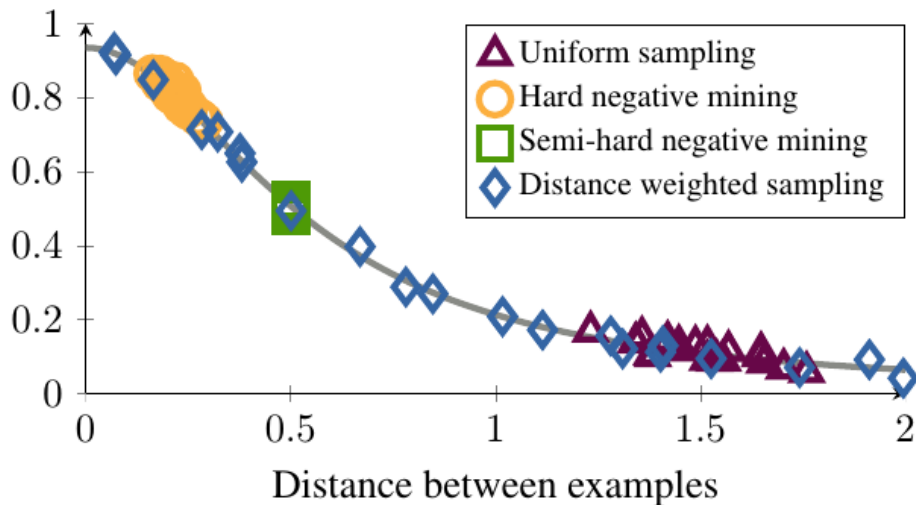 1
0.8
0.6
0.4
0.2
0
0
0.5
1
1.5
2
Distance between examples
Uniform sampling
Hard negative mining
Semi-hard negative mining
Distance weighted sampling